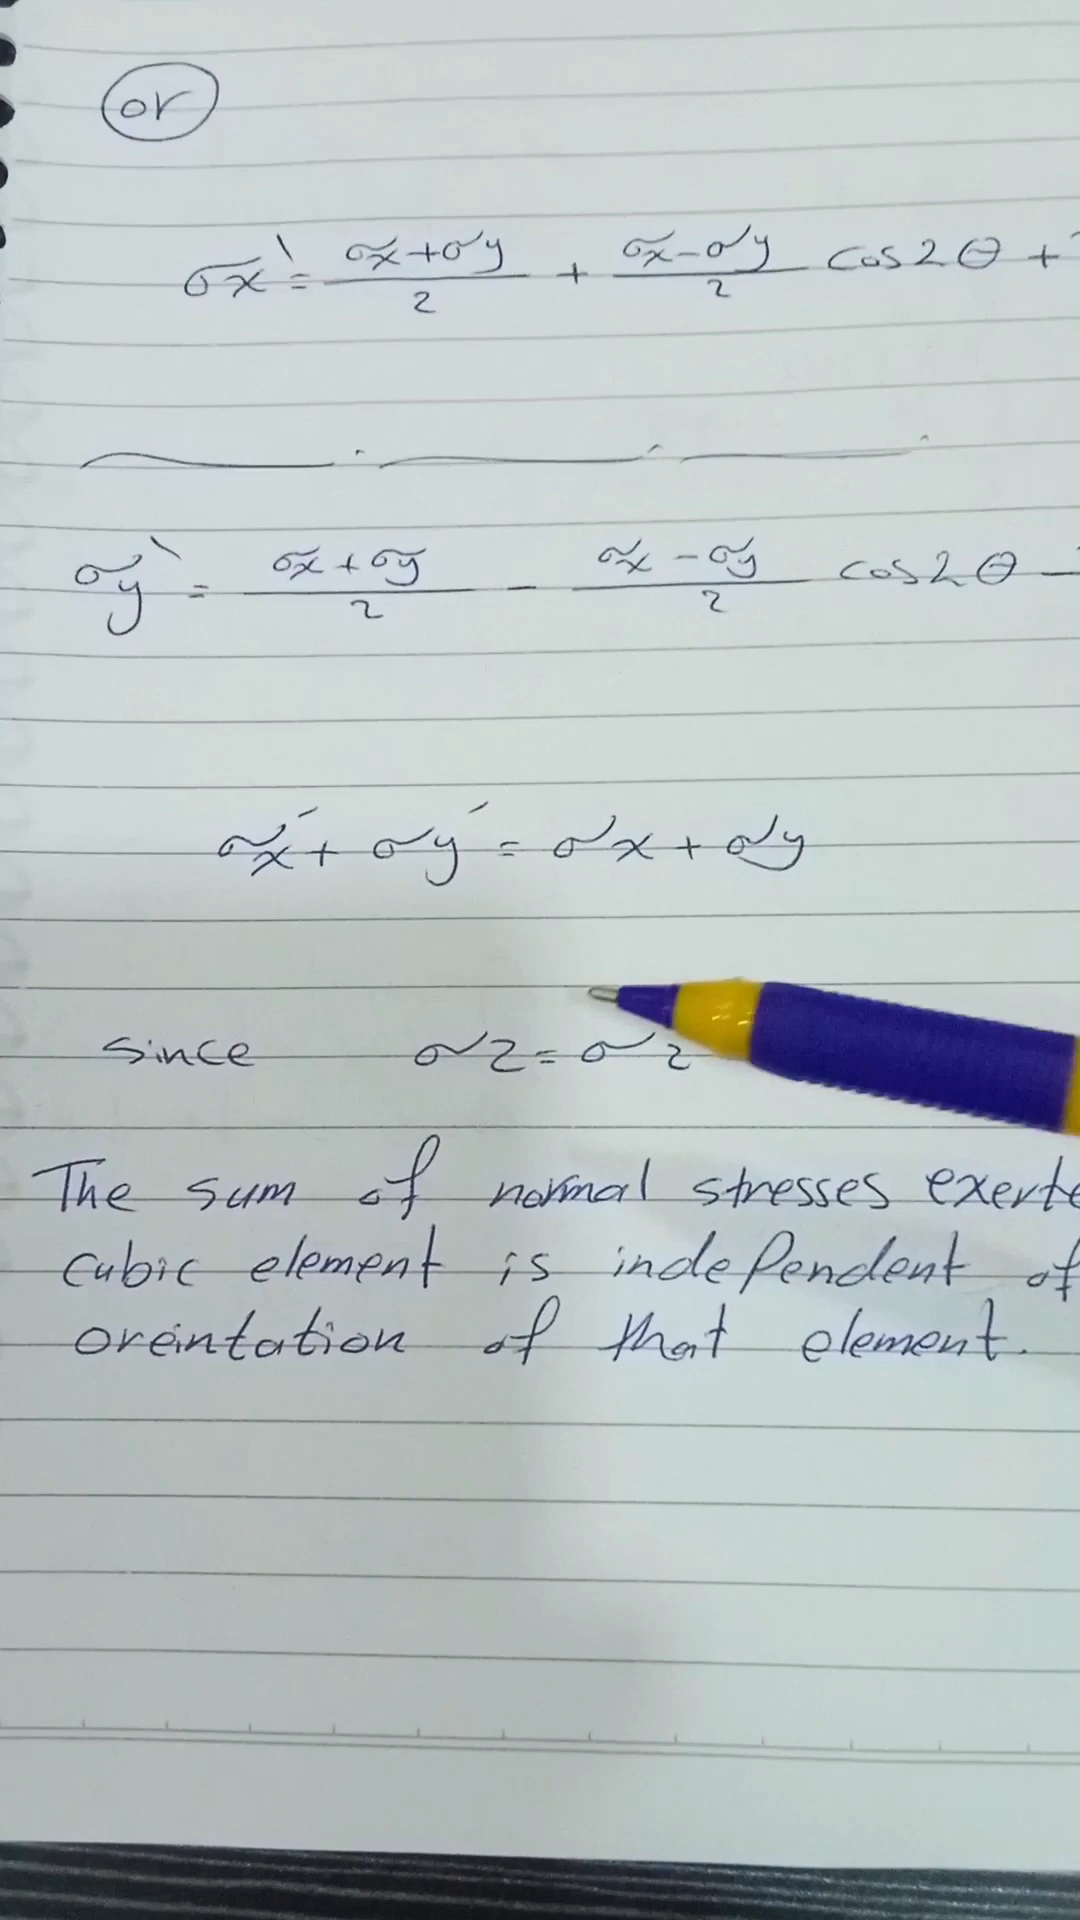 or
σx' = σx+σy / 2 + σx-σy / 2 cos2θ +
σy' = σx+σy / 2 - σx-σy / 2 cos2θ -
σx' + σy' = σx + σy
since σz = σz
The sum of normal stresses exerte
cubic element is independent of
oreintation of that element.